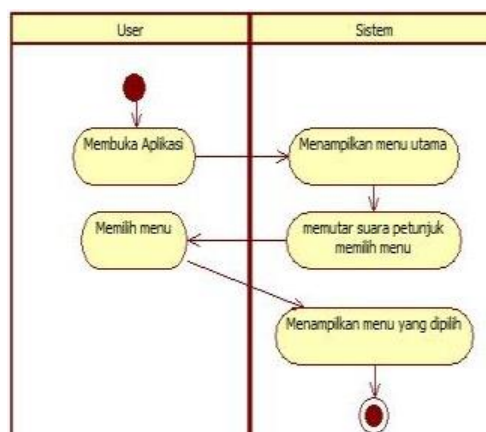 User
Sistem
Membuka Aplikasi
Menampilkan menu utama
Memilih menu
memutar suara petunjuk
memilih menu
Menampilkan menu yang dipilih